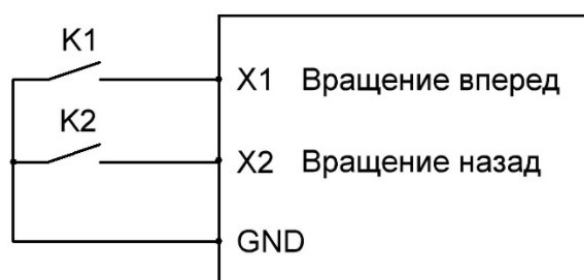 K1
X1 Вращение вперед
K2
X2 Вращение назад
GND